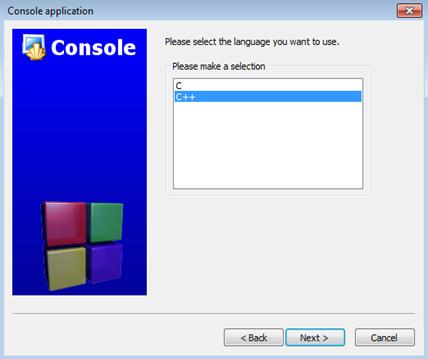 Console application
Console
Please select the language you want to use.
Please make a selection
C
C++
< Back
Next >
Cancel